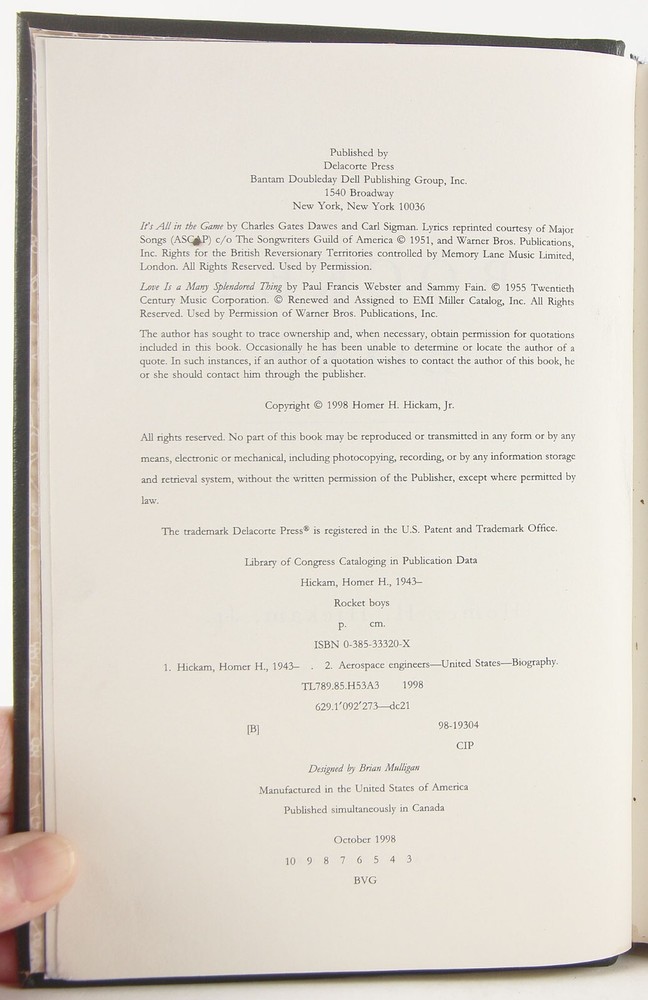 Published by
Delacorte Press
Bantam Doubleday Dell Publishing Group, Inc.
1540 Broadway
New York, New York 10036
It's All in the Game by Charles Gates Dawes and Carl Sigman. Lyrics reprinted courtesy of Major
Songs (ASCAP) c/o The Songwriters Guild of America © 1951, and Warner Bros. Publications,
Inc. Rights for the British Reversionary Territories controlled by Memory Lane Music Limited,
London. All Rights Reserved. Used by Permission.
Love Is a Many Splendored Thing by Paul Francis Webster and Sammy Fain. © 1955 Twentieth
Century Music Corporation. © Renewed and Assigned to EMI Miller Catalog, Inc. All Rights
Reserved. Used by Permission of Warner Bros. Publications, Inc.
The author has sought to trace ownership and, when necessary, obtain permission for quotations
included in this book. Occasionally he has been unable to determine or locate the author of a
quote. In such instances, if an author of a quotation wishes to contact the author of this book, he
or she should contact him through the publisher.
Copyright © 1998 Homer H. Hickam, Jr.
All rights reserved. No part of this book may be reproduced or transmitted in any form or by any
means, electronic or mechanical, including photocopying, recording, or by any information storage
and retrieval system, without the written permission of the Publisher, except where permitted by
law.
The trademark Delacorte Press® is registered in the U.S. Patent and Trademark Office.
Library of Congress Cataloging in Publication Data
Hickam, Homer H., 1943–
Rocket boys
p. cm.
ISBN 0-385-33320-X
1. Hickam, Homer H., 1943– . 2. Aerospace engineers—United States—Biography.
TL789.85.H53A3 1998
629.1'092'273—dc21
[B] 98-19304
CIP
Designed by Brian Mulligan
Manufactured in the United States of America
Published simultaneously in Canada
October 1998
10 9 8 7 6 5 4 3
BVG